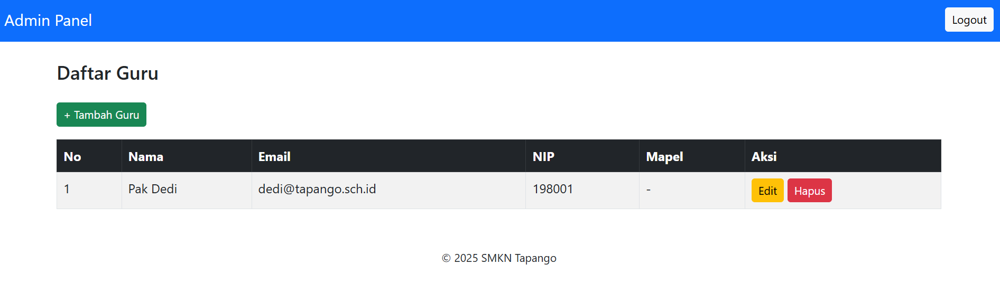 Admin Panel
Logout
Daftar Guru
+ Tambah Guru
No Nama Email NIP Mapel Aksi
1 Pak Dedi dedi@tapango.sch.id 198001 - Edit Hapus
© 2025 SMKN Tapango